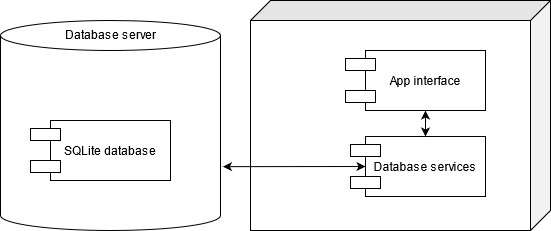 Database server
App interface
SQLite database
Database services